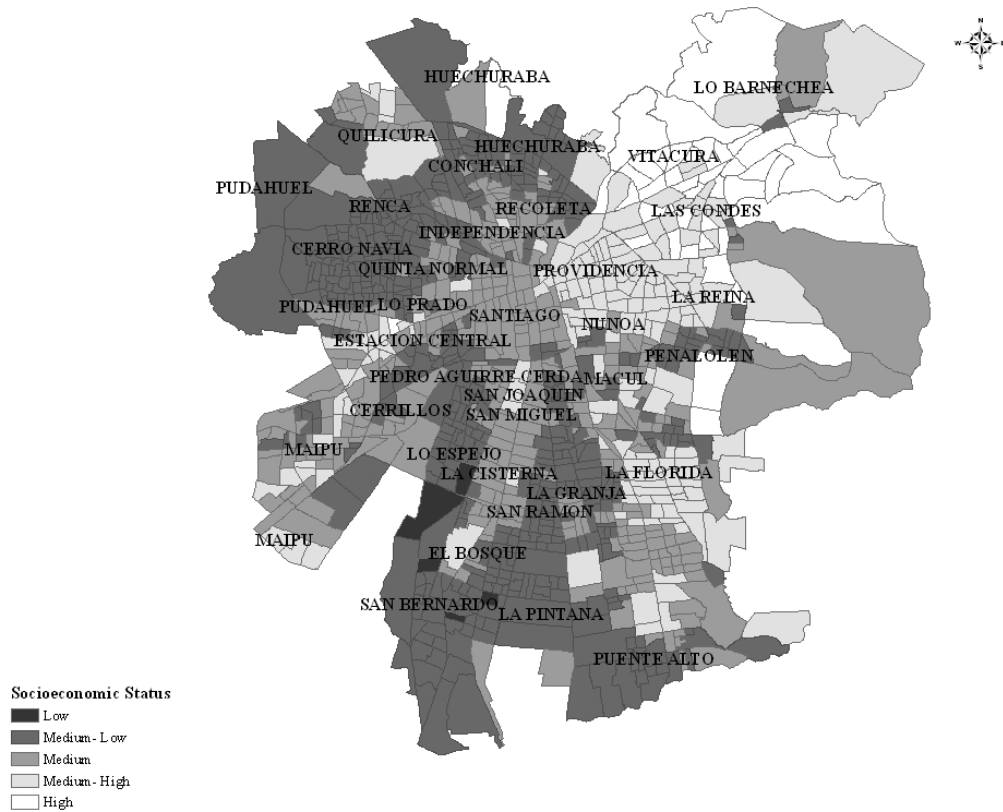 N
W E
S
HUECHURABA
LO BARNECHEA
QUILICURA
HUECHURABA
CONCHALI
VITACURA
PUDAHUEL
RENCA
RECOLETA
LAS CONDES
INDEPENDENCIA
CERRO NAVIA
QUINTA NORMAL
PROVIDENCIA
PUDAHUEL
LO PRADO
LA REINA
SANTIAGO
NUNOA
ESTACION CENTRAL
PENALOLEN
PEDRO AGUIRRE CERDA
MACUL
SAN JOAQUIN
CERRILLOS
SAN MIGUEL
MAIPU
LO ESPEJO
LA CISTERNA
LA FLORIDA
LA GRANJA
SAN RAMON
MAIPU
EL BOSQUE
SAN BERNARDO
LA PINTANA
PUENTE ALTO
Socioeconomic Status
Low
Medium- Low
Medium
Medium- High
High